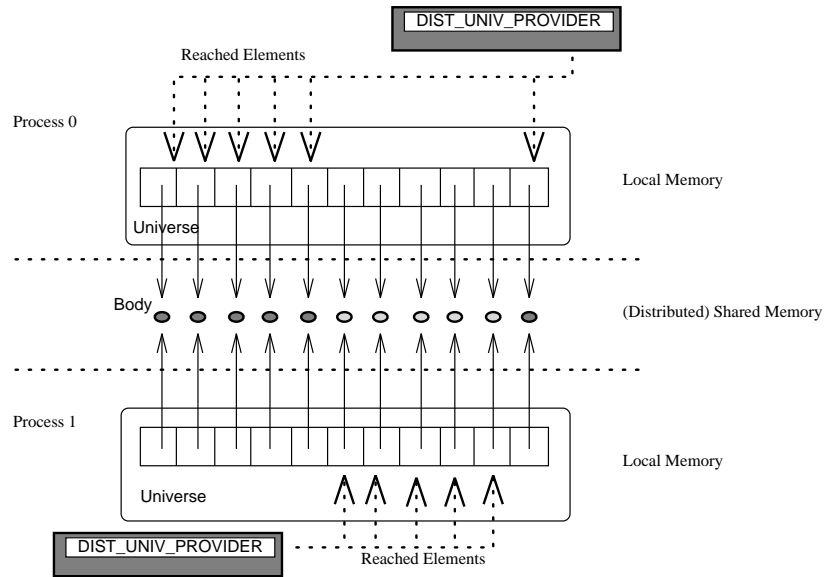 DIST_UNIV_PROVIDER
Reached Elements
Process 0
Local Memory
Universe
Body
(Distributed) Shared Memory
Process 1
Local Memory
Universe
DIST_UNIV_PROVIDER
Reached Elements